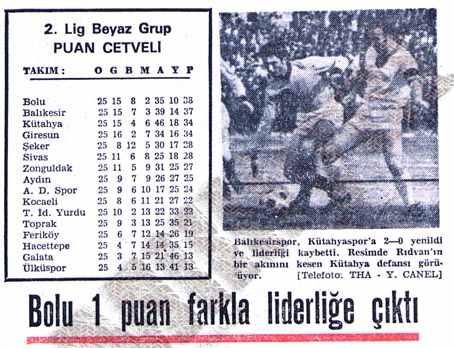 2. Lig Beyaz Grup
PUAN CETVELİ
TAKIM : O G B M A Y P
Bolu 25 15 8 2 35 10 38
Balıkesir 25 15 7 3 39 14 37
Kütahya 25 15 4 6 46 18 34
Giresun 25 16 2 7 34 16 34
Şeker 25 8 12 5 30 17 28
Sivas 25 11 6 8 25 18 28
Zonguldak 25 11 5 9 31 25 27
Aydın 25 9 7 9 26 27 25
A. D. Spor 25 9 6 10 17 25 24
Kocaeli 25 8 6 11 21 27 22
T. İd. Yurdu 25 10 2 13 22 33
Toprak 25 9 3 13 25 35 21
Feriköy 25 6 7 12 14 26 19
Hacettepe 25 4 7 14 14 35 15
Galata 25 3 7 15 21 46 13
Ülküspor 25 4 5 16 13 41 13
Balıkesirspor, Kütahyaspor'a 2—0 yenildi
ve liderliği kaybetti. Resimde Rıdvan'ın
bir akınını kesen Kütahya defansı görü-
üyor. [Telefoto: THA - Y. CANEL]
Bolu 1 puan farkla liderliğe çıktı